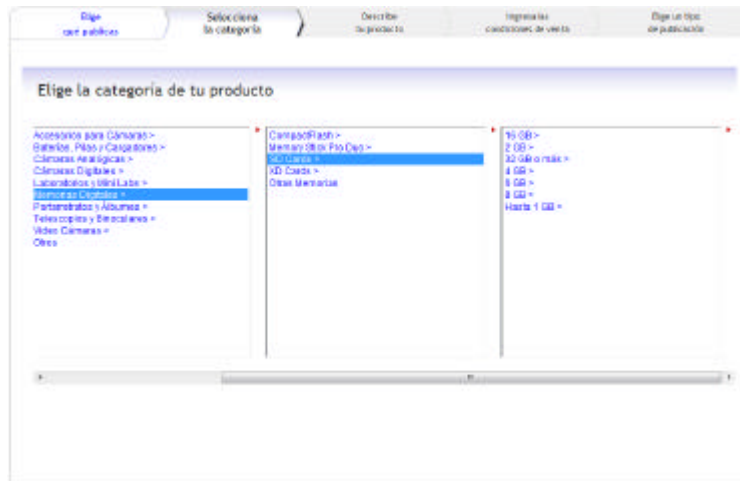 Elige
qué publicas
Selecciona
la categoría
Describe
tu producto
Ingresa las
condiciones de venta
Elige un tipo
de publicación
Elige la categoría de tu producto
Accesorios para Cámaras >
Baterías, Pilas y Cargadores >
Cámaras Analógicas >
Cámaras Digitales >
Laboratorios y Mini Labs >
Memorias Digitales >
Portarretratos y Álbumes >
Telescopios y Binoculares >
Video Cámaras >
Otros
CompactFlash >
Memory Stick Pro Duo >
SD Cards >
XD Cards >
Otras Memorias
16 GB >
2 GB >
32 GB o más >
4 GB >
GB >
8 GB >
Hasta 1 GB >